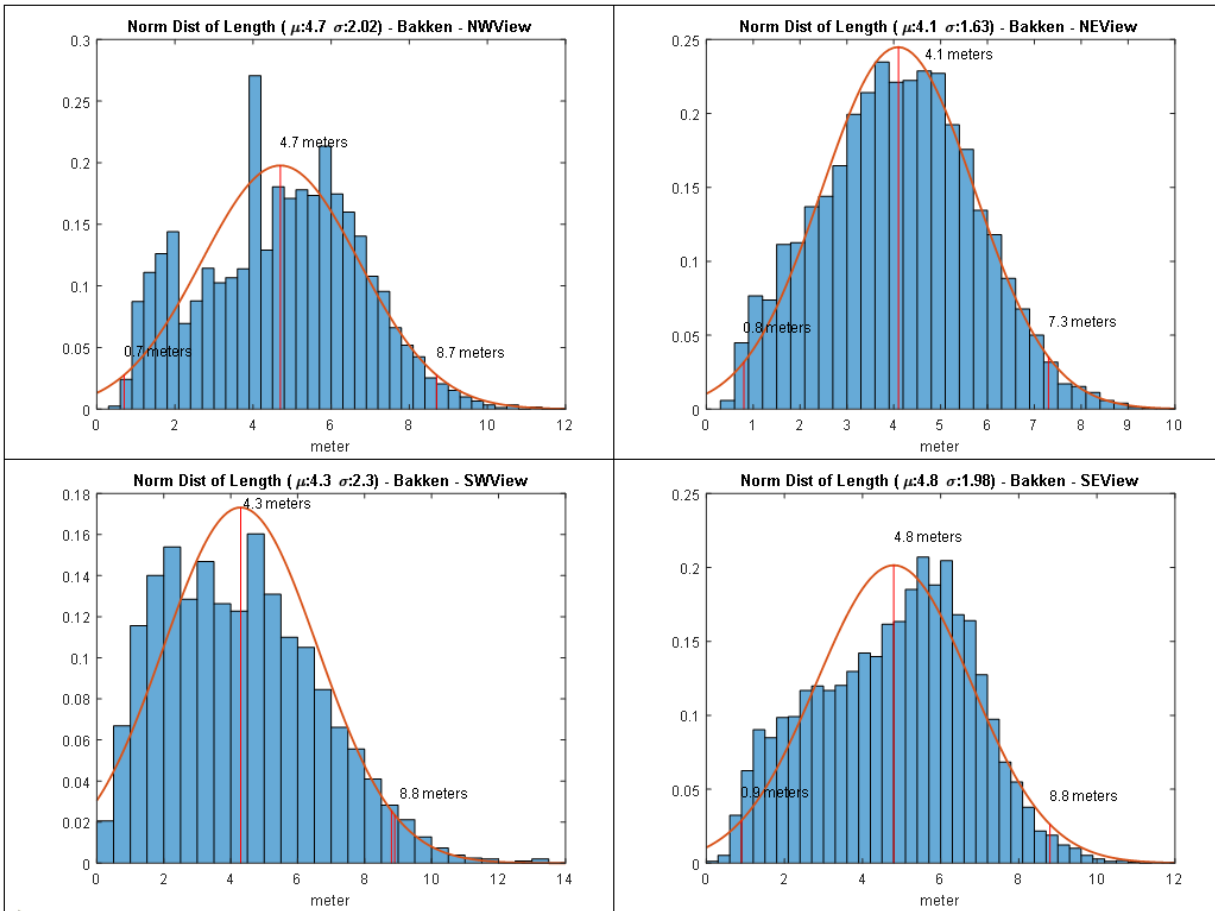 Norm Dist of Length ( μ:4.7 σ:2.02) - Bakken - NWView
0.3
0.25
0.2
0.15
0.1
0.05
0
4.7 meters
0.7 meters
8.7 meters
0 2 4 6 8 10 12
meter
Norm Dist of Length ( μ:4.1 σ:1.63) - Bakken - NEView
0.25
0.2
0.15
0.1
0.05
0
4.1 meters
0.8 meters
7.3 meters
0 1 2 3 4 5 6 7 8 9 10
meter
Norm Dist of Length ( μ:4.3 σ:2.3) - Bakken - SWView
0.18
0.16
0.14
0.12
0.1
0.08
0.06
0.04
0.02
0
4.3 meters
8.8 meters
0 2 4 6 8 10 12 14
meter
Norm Dist of Length ( μ:4.8 σ:1.98) - Bakken - SEView
0.25
0.2
0.15
0.1
0.05
0
4.8 meters
0.9 meters
8.8 meters
0 2 4 6 8 10 12
meter